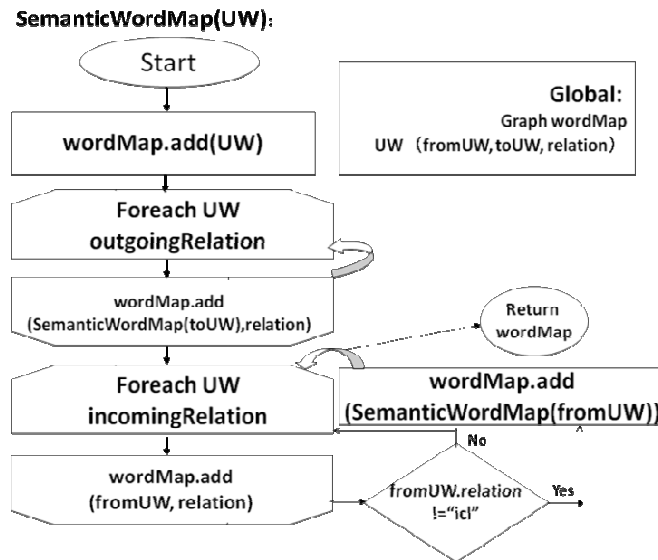 SemanticWordMap(UW):
Start
Global:
Graph wordMap
UW (fromUW, toUW, relation)
wordMap.add(UW)
Foreach UW
outgoingRelation
wordMap.add
(SemanticWordMap(toUW),relation)
Return
wordMap
Foreach UW
incomingRelation
wordMap.add
(SemanticWordMap(fromUW))
No
wordMap.add
(fromUW, relation)
fromUW.relation
!="icl"
Yes